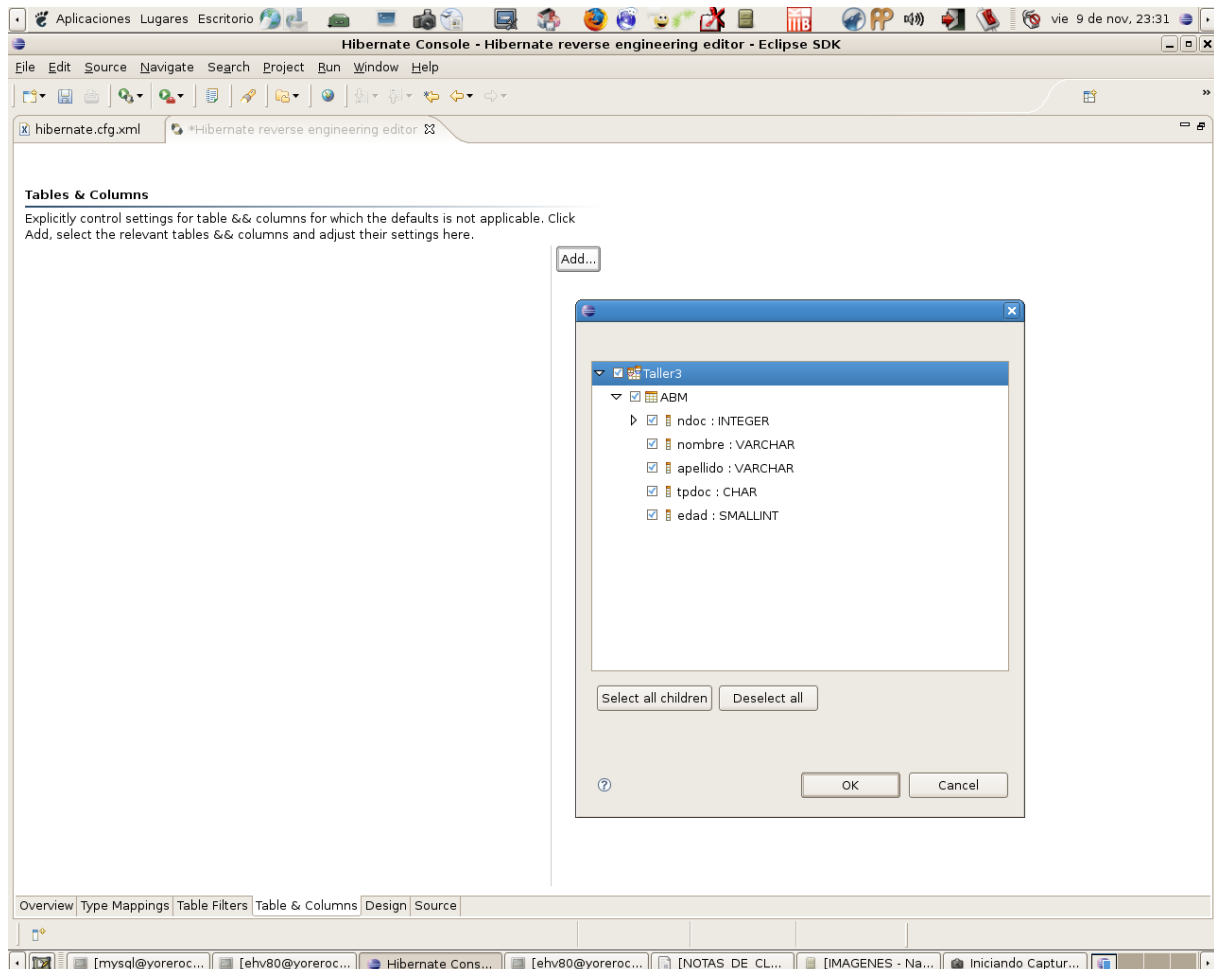 Aplicaciones Lugares Escritorio vie 9 de nov, 23:31
Hibernate Console - Hibernate reverse engineering editor - Eclipse SDK
File Edit Source Navigate Search Project Run Window Help
hibernate.cfg.xml *Hibernate reverse engineering editor
Tables & Columns
Explicitly control settings for table && columns for which the defaults is not applicable. Click
Add, select the relevant tables && columns and adjust their settings here.
Add...
Taller3
ABM
ndoc : INTEGER
nombre : VARCHAR
apellido : VARCHAR
tpdoc : CHAR
edad : SMALLINT
Select all children Deselect all
OK Cancel
Overview Type Mappings Table Filters Table & Columns Design Source
[mysql@yoreroc... [ehv80@yoreroc... Hibernate Cons... [ehv80@yoreroc... [NOTAS DE CL... [IMAGENES - Na... Iniciando Captur...